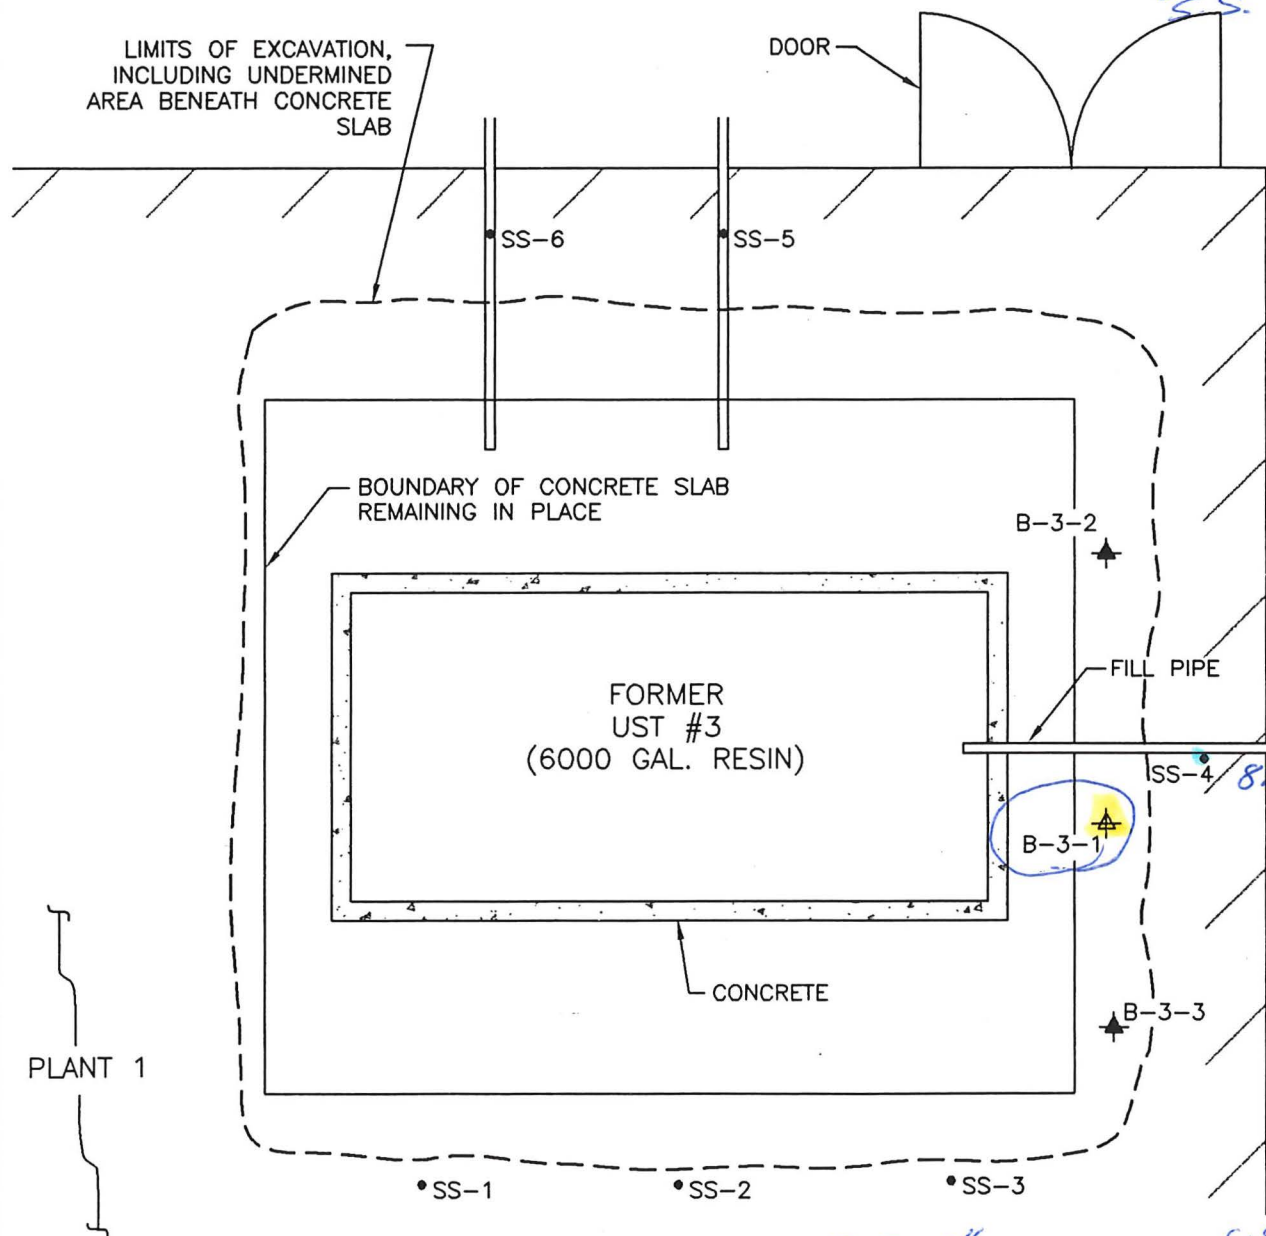 LIMITS OF EXCAVATION,
INCLUDING UNDERMINED
AREA BENEATH CONCRETE
SLAB
DOOR
SS-6
SS-5
BOUNDARY OF CONCRETE SLAB
REMAINING IN PLACE
B-3-2
FILL PIPE
FORMER
UST #3
(6000 GAL. RESIN)
SS-4
B-3-1
CONCRETE
B-3-3
PLANT 1
SS-1
SS-2
SS-3